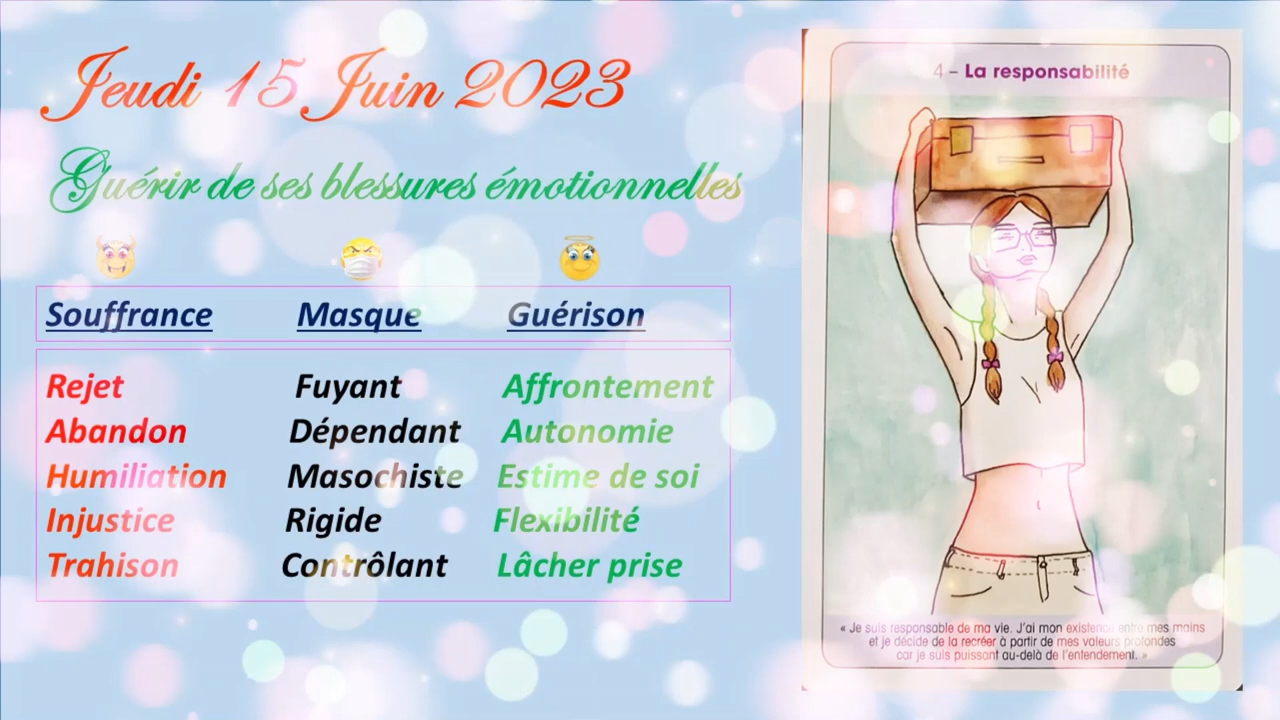 Jeudi 15 Juin 2023
Guérir de ses blessures émotionnelles
Souffrance Masque Guérison
Rejet Fuyant Affrontement
Abandon Dépendant Autonomie
Humiliation Masochiste Estime de soi
Injustice Rigide Flexibilité
Trahison Contrôlant Lâcher prise
4 – La responsabilité
« Je suis responsable de ma vie. J'ai mon existence entre mes mains
et je décide de la recréer à partir de mes valeurs profondes
car je suis puissant au-delà de l'entendement. »